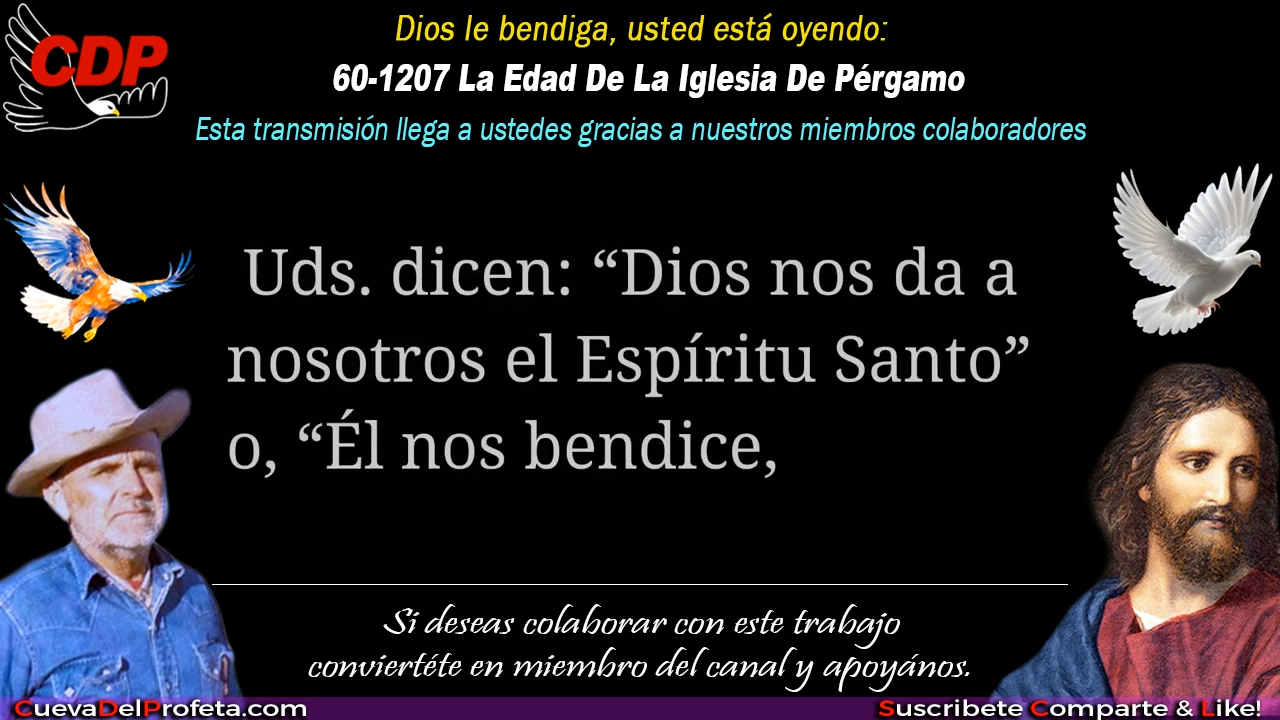 CDP
Dios le bendiga, usted está oyendo:
60-1207 La Edad De La Iglesia De Pérgamo
Esta transmisión llega a ustedes gracias a nuestros miembros colaboradores
Uds. dicen: “Dios nos da a
nosotros el Espíritu Santo”
o, “Él nos bendice,
Si deseas colaborar con este trabajo
conviertéte en miembro del canal y apoyános.
CuevaDelProfeta.com
Suscribete Comparte & Like!